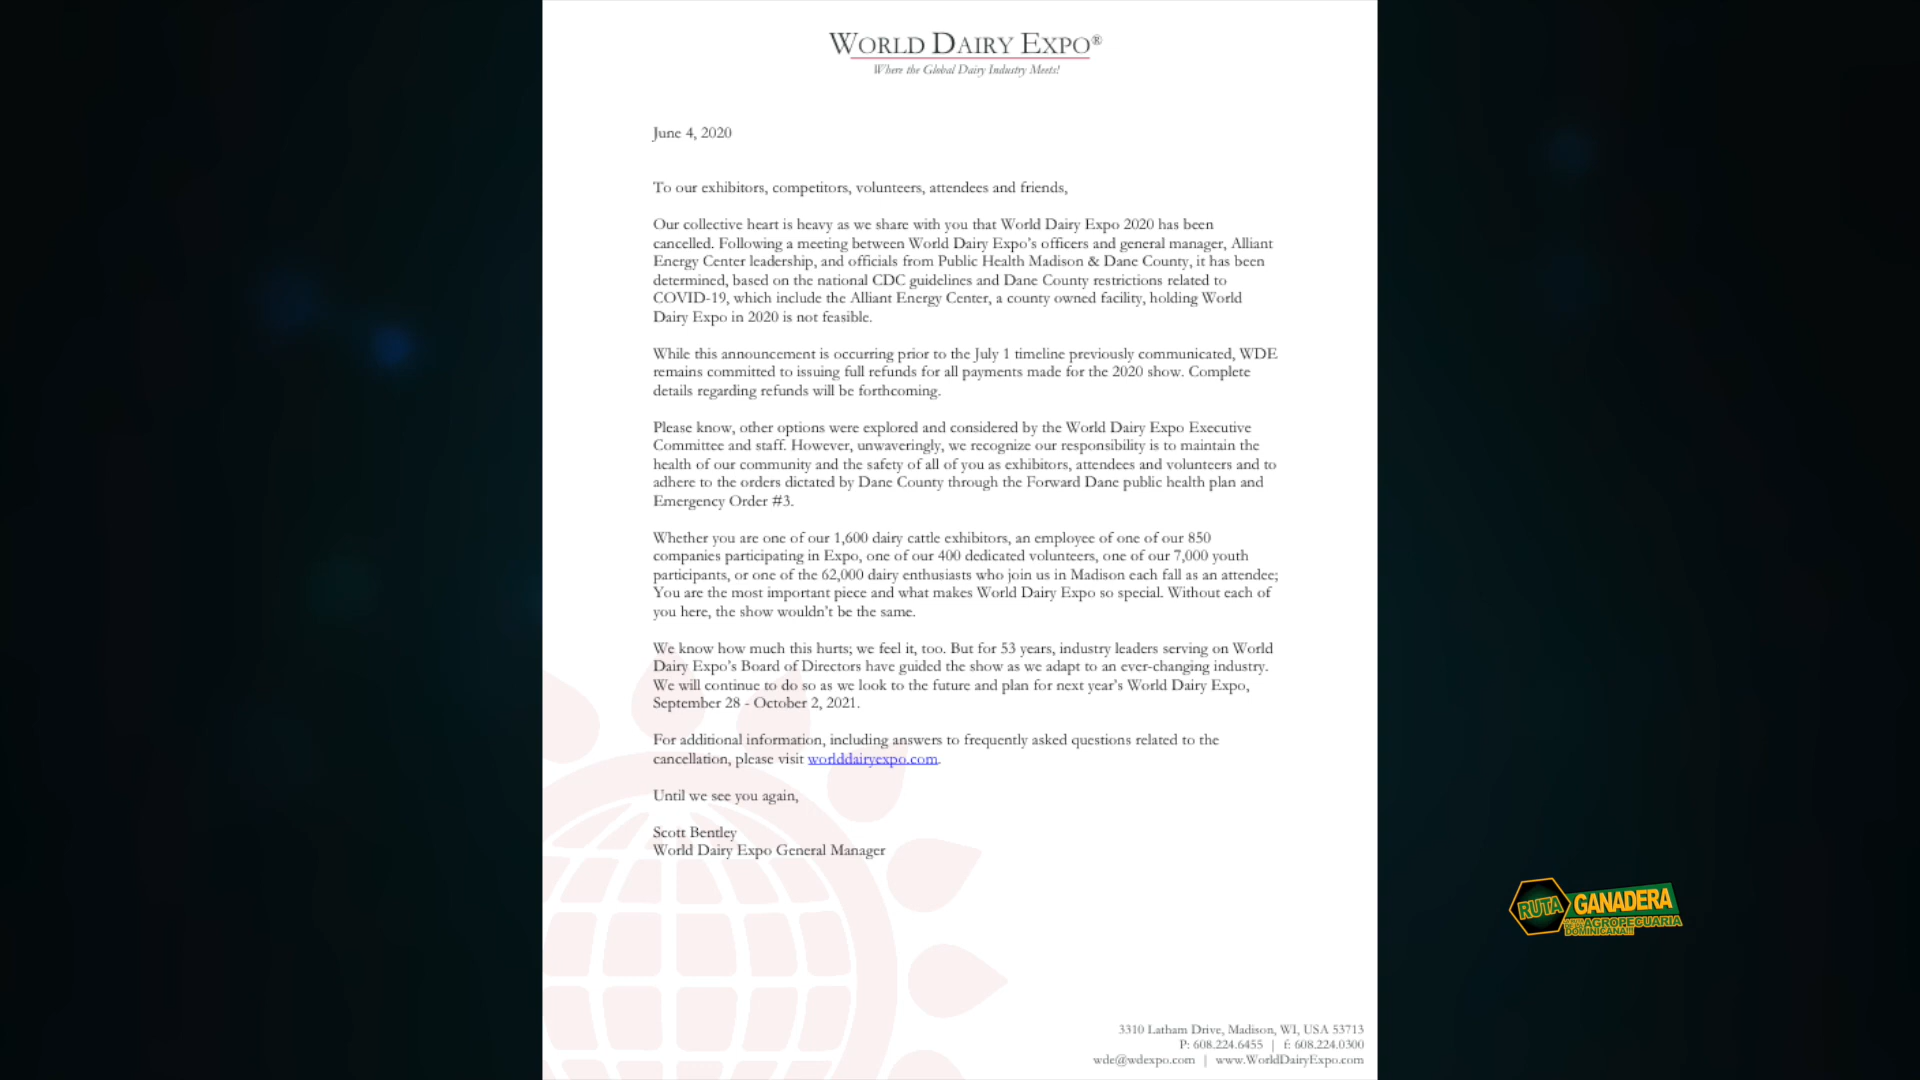 WORLD DAIRY EXPO®
Where the Global Dairy Industry Meets!
June 4, 2020
To our exhibitors, competitors, volunteers, attendees and friends,
Our collective heart is heavy as we share with you that World Dairy Expo 2020 has been
cancelled. Following a meeting between World Dairy Expo's officers and general manager, Alliant
Energy Center leadership, and officials from Public Health Madison & Dane County, it has been
determined, based on the national CDC guidelines and Dane County restrictions related to
COVID-19, which include the Alliant Energy Center, a county owned facility, holding World
Dairy Expo in 2020 is not feasible.
While this announcement is occurring prior to the July 1 timeline previously communicated, WDE
remains committed to issuing full refunds for all payments made for the 2020 show. Complete
details regarding refunds will be forthcoming.
Please know, other options were explored and considered by the World Dairy Expo Executive
Committee and staff. However, unwaveringly, we recognize our responsibility is to maintain the
health of our community and the safety of all of you as exhibitors, attendees and volunteers and to
adhere to the orders dictated by Dane County through the Forward Dane public health plan and
Emergency Order #3.
Whether you are one of our 1,600 dairy cattle exhibitors, an employee of one of our 850
companies participating in Expo, one of our 400 dedicated volunteers, one of our 7,000 youth
participants, or one of the 62,000 dairy enthusiasts who join us in Madison each fall as an attendee;
You are the most important piece and what makes World Dairy Expo so special. Without each of
you here, the show wouldn't be the same.
We know how much this hurts; we feel it, too. But for 53 years, industry leaders serving on World
Dairy Expo's Board of Directors have guided the show as we adapt to an ever-changing industry.
We will continue to do so as we look to the future and plan for next year's World Dairy Expo,
September 28 - October 2, 2021.
For additional information, including answers to frequently asked questions related to the
cancellation, please visit worlddairyexpo.com.
Until we see you again,
Scott Bentley
World Dairy Expo General Manager
RUTA GANADERA
AGROPECUARIA
DOMINICANA!!!
3310 Latham Drive, Madison, WI, USA 53713
P: 608.224.6455 | f: 608.224.0300
wde@wdexpo.com | www.WorldDairyExpo.com